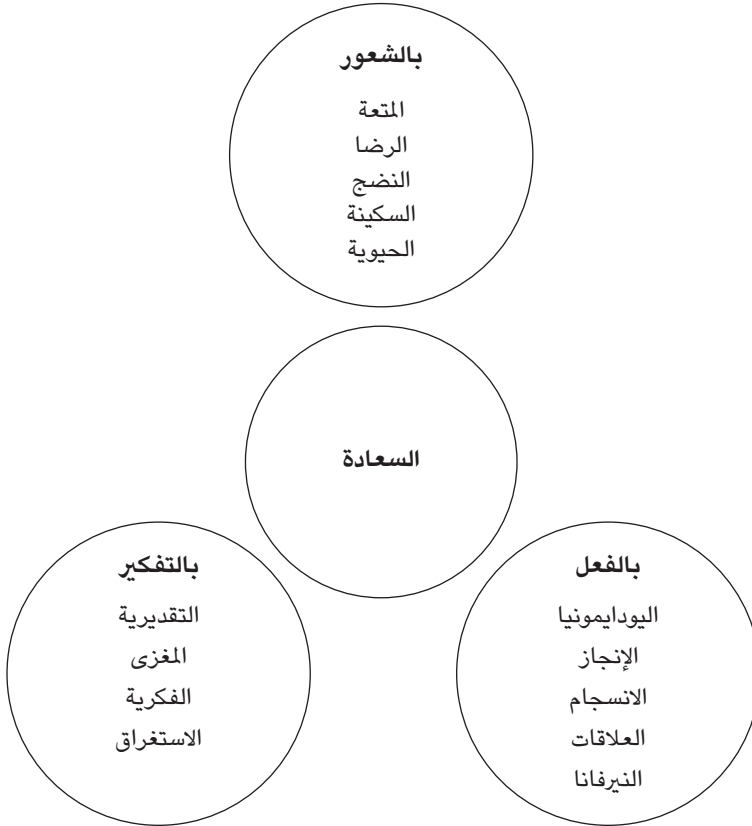 بالشعور
المتعة
الرضا
النضج
السكينة
الحيوية
السعادة
بالفعل
اليودايمونيا
الإنجاز
الانسجام
العلاقات
النيرفانا
بالتفكير
التقديرية
المغزى
الفكرية
الاستغراق